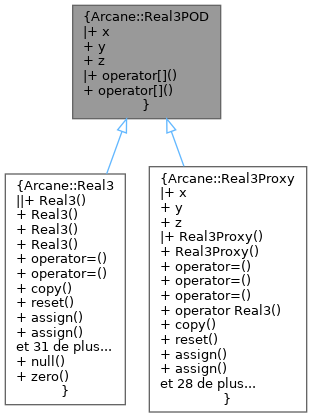 {Arcane::Real3POD
|+ x
+ y
+ z
|+ operator[]()
+ operator[]()
}
{Arcane::Real3
||+ Real3()
+ Real3()
+ Real3()
+ Real3()
+ operator=()
+ operator=()
+ copy()
+ reset()
+ assign()
+ assign()
et 31 de plus...
+ null()
+ zero()
}
{Arcane::Real3Proxy
|+ x
+ y
+ z
|+ Real3Proxy()
+ Real3Proxy()
+ operator=()
+ operator=()
+ operator=()
+ operator Real3()
+ copy()
+ reset()
+ assign()
+ assign()
et 28 de plus...
}